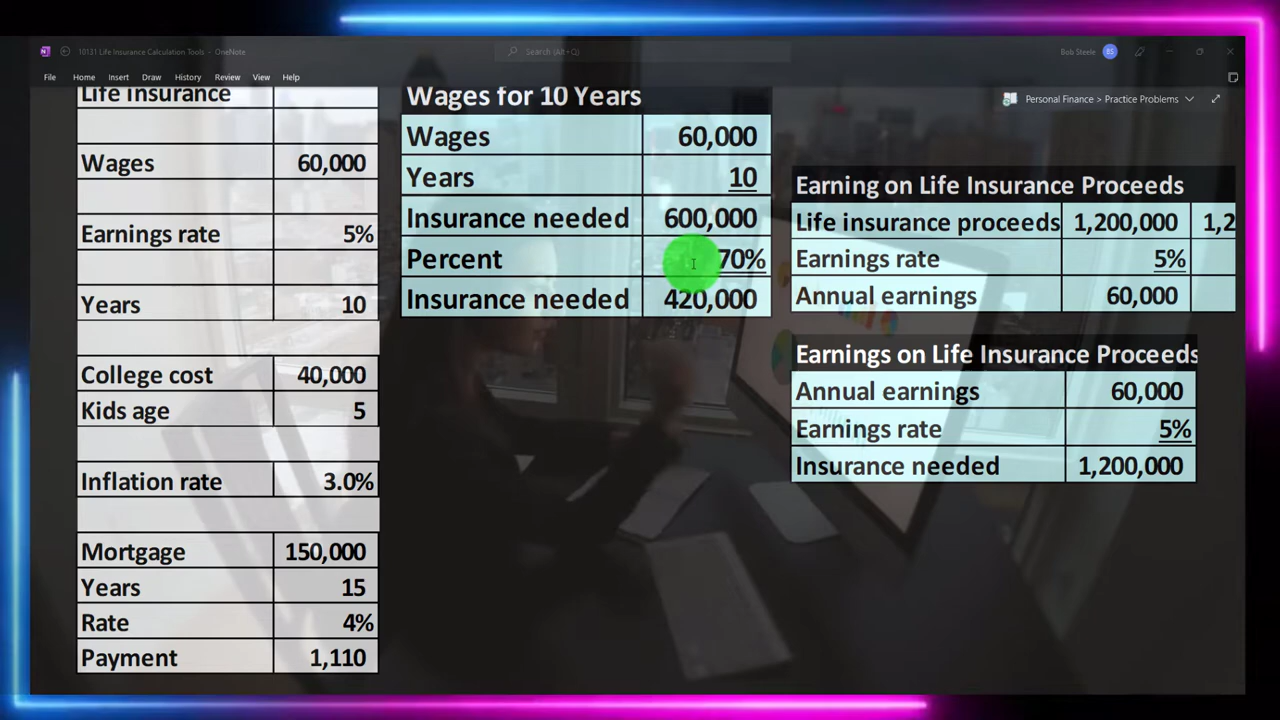 10131 Life Insurance Calculation Tools - OneNote
Search (Alt+Q)
Bob Steele
BS
File Home Insert Draw History Review View Help
Personal Finance > Practice Problems
Life insurance
Wages 60,000
Earnings rate 5%
Years 10
College cost 40,000
Kids age 5
Inflation rate 3.0%
Mortgage 150,000
Years 15
Rate 4%
Payment 1,110
Wages for 10 Years
Wages 60,000
Years 10
Insurance needed 600,000
Percent 70%
Insurance needed 420,000
Earning on Life Insurance Proceeds
Life insurance proceeds 1,200,000 1,2
Earnings rate 5%
Annual earnings 60,000
Earnings on Life Insurance Proceeds
Annual earnings 60,000
Earnings rate 5%
Insurance needed 1,200,000